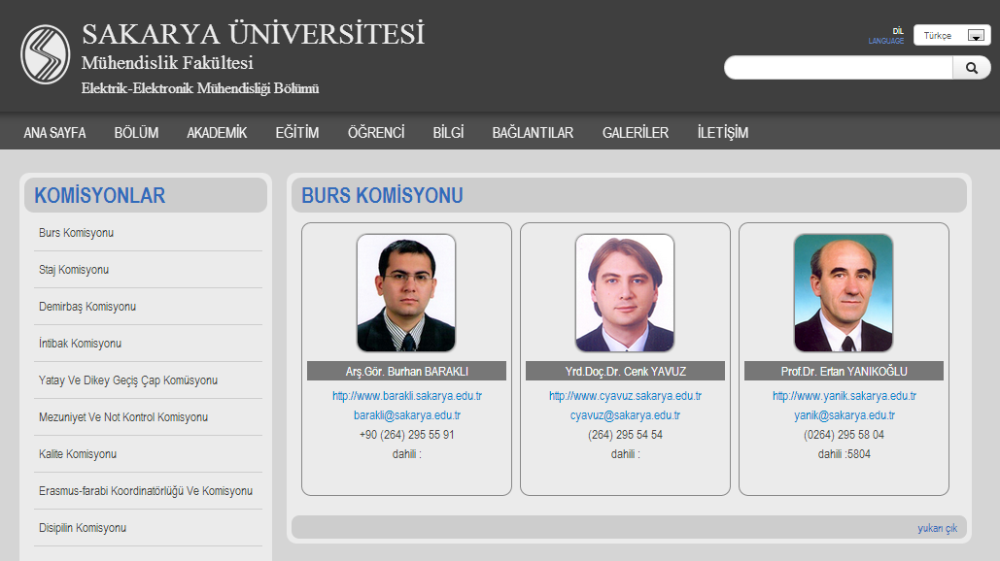 SAKARYA ÜNİVERSİTESİ
Mühendislik Fakültesi
Elektrik-Elektronik Mühendisliği Bölümü
DİL
LANGUAGE
Türkçe
ANA SAYFA BÖLÜM AKADEMİK EĞİTİM ÖĞRENCİ BİLGİ BAĞLANTILAR GALERİLER İLETİŞİM
KOMİSYONLAR
Burs Komisyonu
Staj Komisyonu
Demirbaş Komisyonu
İntibak Komisyonu
Yatay Ve Dikey Geçiş Çap Komüsyonu
Mezuniyet Ve Not Kontrol Komisyonu
Kalite Komisyonu
Erasmus-farabi Koordinatörlüğü Ve Komisyonu
Disipilin Komisyonu
BURS KOMİSYONU
Arş.Gör. Burhan BARAKLI
http://www.barakli.sakarya.edu.tr
barakli@sakarya.edu.tr
+90 (264) 295 55 91
dahili :
Yrd.Doç.Dr. Cenk YAVUZ
http://www.cyavuz.sakarya.edu.tr
cyavuz@sakarya.edu.tr
(264) 295 54 54
dahili :
Prof.Dr. Ertan YANIKOĞLU
http://www.yanik.sakarya.edu.tr
yanik@sakarya.edu.tr
(0264) 295 58 04
dahili :5804
yukarı çık